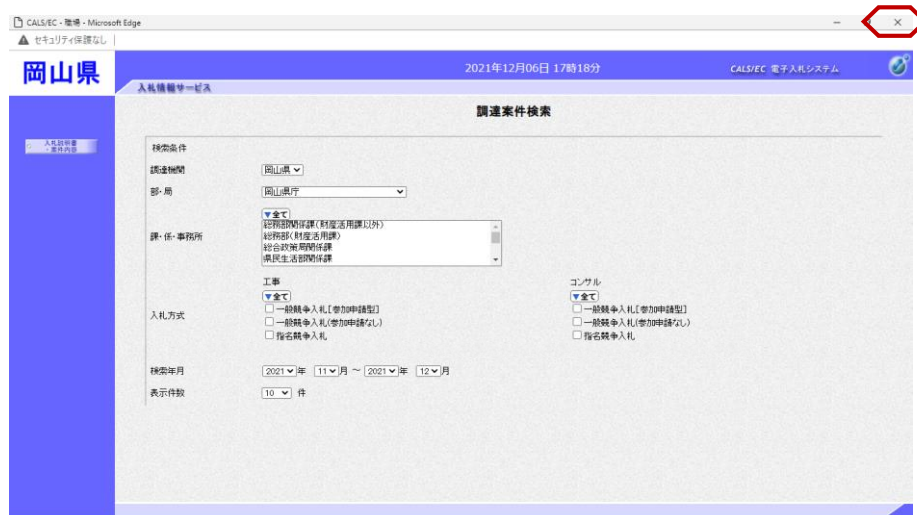 CALS/EC - 職場 - Microsoft Edge
セキュリティ保護なし
岡山県
2021年12月06日 17時18分
CALS/EC 電子入札システム
入札情報サービス
調達案件検索
入札説明書
・案件内容
検索条件
調達機関 岡山県
部・局 岡山県庁
▼全て
総務部関係課(財産活用課以外)
課・係・事務所 総務部(財産活用課)
総合政策局関係課
県民生活部関係課
工事 コンサル
▼全て ▼全て
一般競争入札[参加申請型] 一般競争入札[参加申請型]
入札方式 一般競争入札(参加申請なし) 一般競争入札(参加申請なし)
指名競争入札 指名競争入札
検索年月 2021 年 11 月 ～ 2021 年 12 月
表示件数 10 件